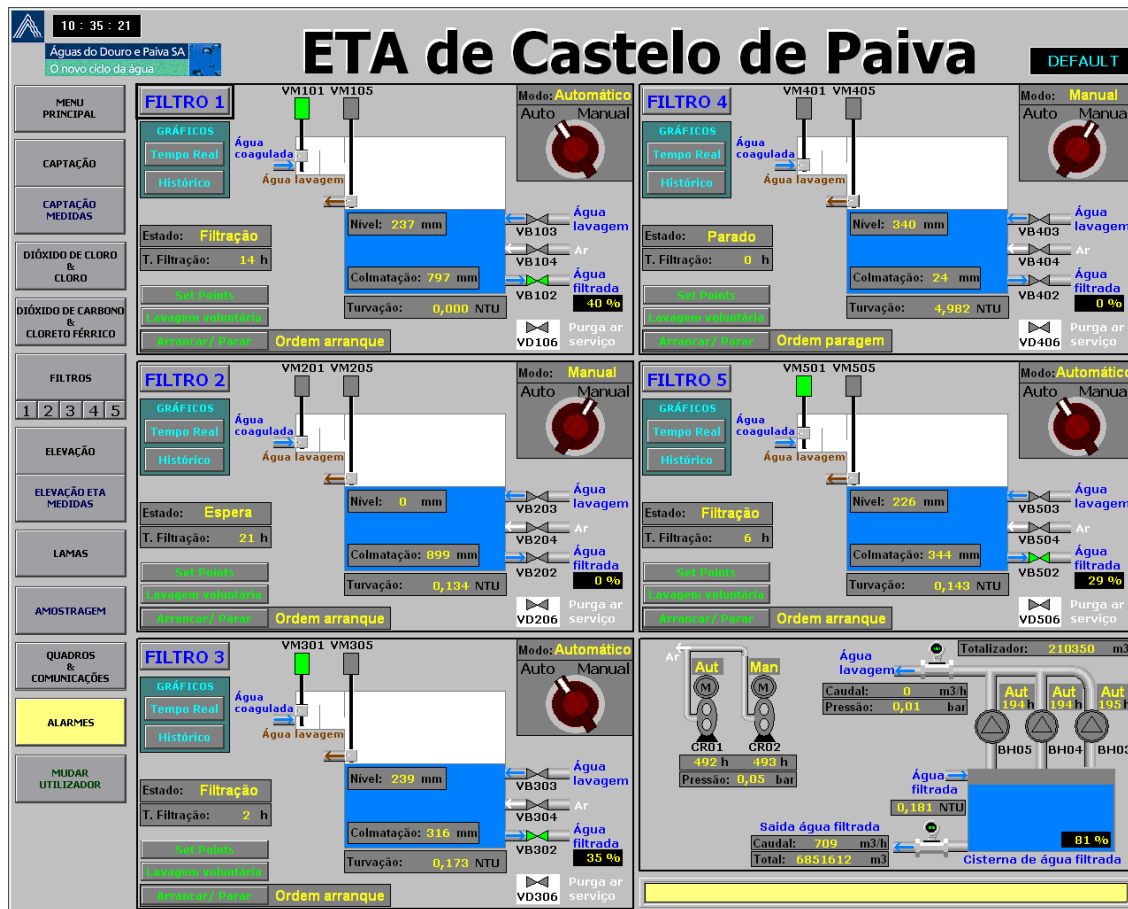 10 : 35 : 21
Águas do Douro e Paiva SA
O novo ciclo da água
ETA de Castelo de Paiva
DEFAULT
MENU
PRINCIPAL
CAPTAÇÃO
CAPTAÇÃO
MEDIDAS
DIÓXIDO DE CLORO
&
CLORO
DIÓXIDO DE CARBONO
&
CLORETO FÉRRICO
FILTROS
1 2 3 4 5
ELEVAÇÃO
ELEVAÇÃO ETA
MEDIDAS
LAMAS
AMOSTRAGEM
QUADROS
&
COMUNICAÇÕES
ALARMES
MUDAR
UTILIZADOR
FILTRO 1
VM101 VM105
Modo: Automático
Auto Manual
GRÁFICOS
Tempo Real
Histórico
Água
coagulada
Água lavagem
Estado: Filtração
T. Filtração: 14 h
Set Points
Lavagem voluntária
Arrancar/ Parar
Ordem arranque
Nível: 237 mm
Colmatação: 797 mm
Turvação: 0,000 NTU
Água
lavagem
VB103
Ar
VB104
Água
filtrada
VB102
40 %
Purga ar
serviço
VD106
FILTRO 2
VM201 VM205
Modo: Manual
Auto Manual
GRÁFICOS
Tempo Real
Histórico
Água
coagulada
Água lavagem
Estado: Espera
T. Filtração: 21 h
Set Points
Lavagem voluntária
Arrancar/ Parar
Ordem arranque
Nível: 0 mm
Colmatação: 899 mm
Turvação: 0,134 NTU
Água
lavagem
VB203
Ar
VB204
Água
filtrada
VB202
0 %
Purga ar
serviço
VD206
FILTRO 3
VM301 VM305
Modo: Automático
Auto Manual
GRÁFICOS
Tempo Real
Histórico
Água
coagulada
Água lavagem
Estado: Filtração
T. Filtração: 2 h
Set Points
Lavagem voluntária
Arrancar/ Parar
Ordem arranque
Nível: 239 mm
Colmatação: 316 mm
Turvação: 0,173 NTU
Água
lavagem
VB303
Ar
VB304
Água
filtrada
VB302
35 %
Purga ar
serviço
VD306
FILTRO 4
VM401 VM405
Modo: Manual
Auto Manua
GRÁFICOS
Tempo Real
Histórico
Água
coagulada
Água lavagem
Estado: Parado
T. Filtração: 0 h
Set Points
Lavagem voluntária
Arrancar/ Parar
Ordem paragem
Nível: 340 mm
Colmatação: 24 mm
Turvação: 4,982 NTU
Água
lavagem
VB403
Ar
VB404
Água
filtrada
VB402
0 %
Purga ar
serviço
VD406
FILTRO 5
VM501 VM505
Modo: Automático
Auto Manua
GRÁFICOS
Tempo Real
Histórico
Água
coagulada
Água lavagem
Estado: Filtração
T. Filtração: 6 h
Set Points
Lavagem voluntária
Arrancar/ Parar
Ordem arranque
Nível: 226 mm
Colmatação: 344 mm
Turvação: 0,143 NTU
Água
lavagem
VB503
Ar
VB504
Água
filtrada
VB502
29 %
Purga ar
serviço
VD506
Ar
Aut Man
M M
CR01 CR02
492 h 493 h
Pressão: 0,05 bar
Água
lavagem
Totalizador: 210350 m3
Caudal: 0 m3/h
Pressão: 0,01 bar
Aut Aut Aut
194 h 194 h 195 h
BH05 BH04 BH03
Água
filtrada
0,181 NTU
Saida água filtrada
Caudal: 709 m3/h
Total: 6851612 m3
81 %
Cisterna de água filtrada